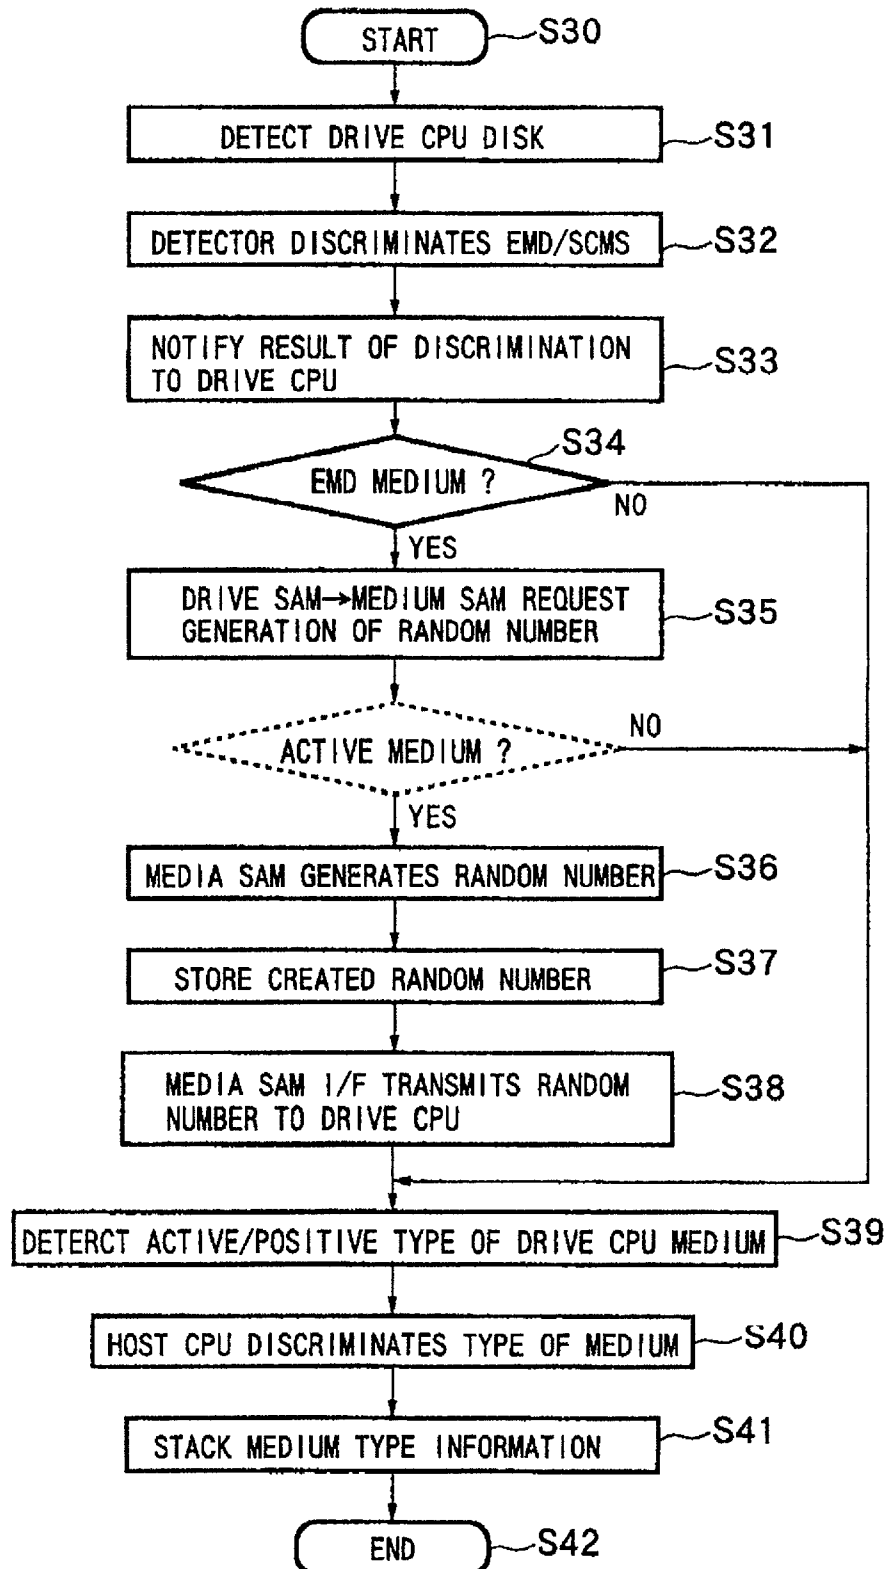 START
S30
DETECT DRIVE CPU DISK
S31
DETECTOR DISCRIMINATES EMD/SCMS
S32
NOTIFY RESULT OF DISCRIMINATION
TO DRIVE CPU
S33
S34
EMD MEDIUM ?
NO
YES
DRIVE SAM→MEDIUM SAM REQUEST
GENERATION OF RANDOM NUMBER
S35
ACTIVE MEDIUM ?
NO
YES
MEDIA SAM GENERATES RANDOM NUMBER
S36
STORE CREATED RANDOM NUMBER
S37
MEDIA SAM I/F TRANSMITS RANDOM
NUMBER TO DRIVE CPU
S38
DETERCT ACTIVE/POSITIVE TYPE OF DRIVE CPU MEDIUM
S39
HOST CPU DISCRIMINATES TYPE OF MEDIUM
S40
STACK MEDIUM TYPE INFORMATION
S41
END
S42